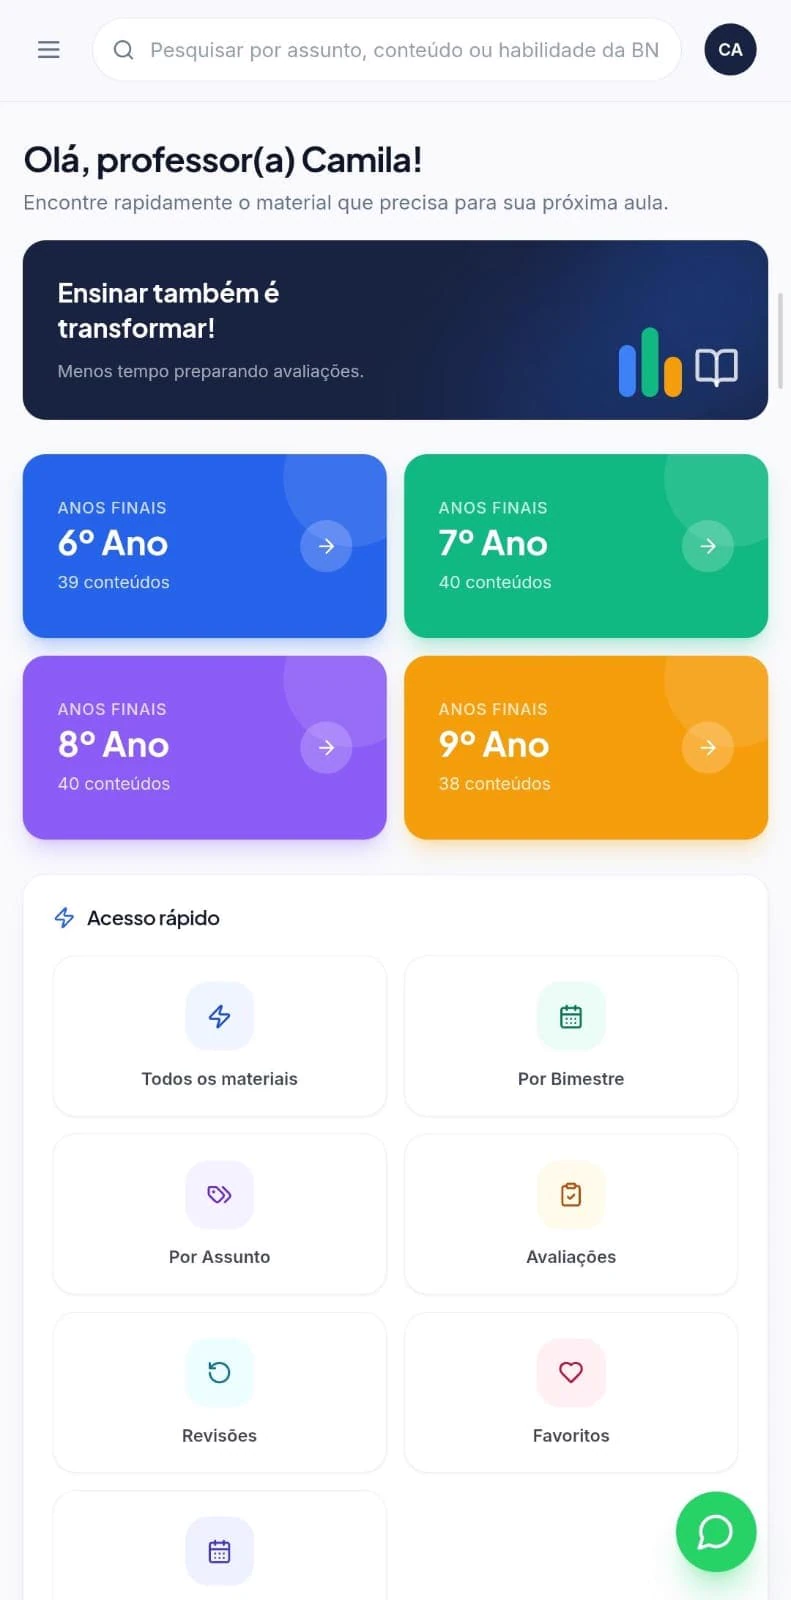 Pesquisar por assunto, conteúdo ou habilidade da BN
CA
Olá, professor(a) Camila!
Encontre rapidamente o material que precisa para sua próxima aula.
Ensinar também é
transformar!
Menos tempo preparando avaliações.
ANOS FINAIS
6º Ano
39 conteúdos
ANOS FINAIS
7º Ano
40 conteúdos
ANOS FINAIS
8º Ano
40 conteúdos
ANOS FINAIS
9º Ano
38 conteúdos
Acesso rápido
Todos os materiais
Por Bimestre
Por Assunto
Avaliações
Revisões
Favoritos